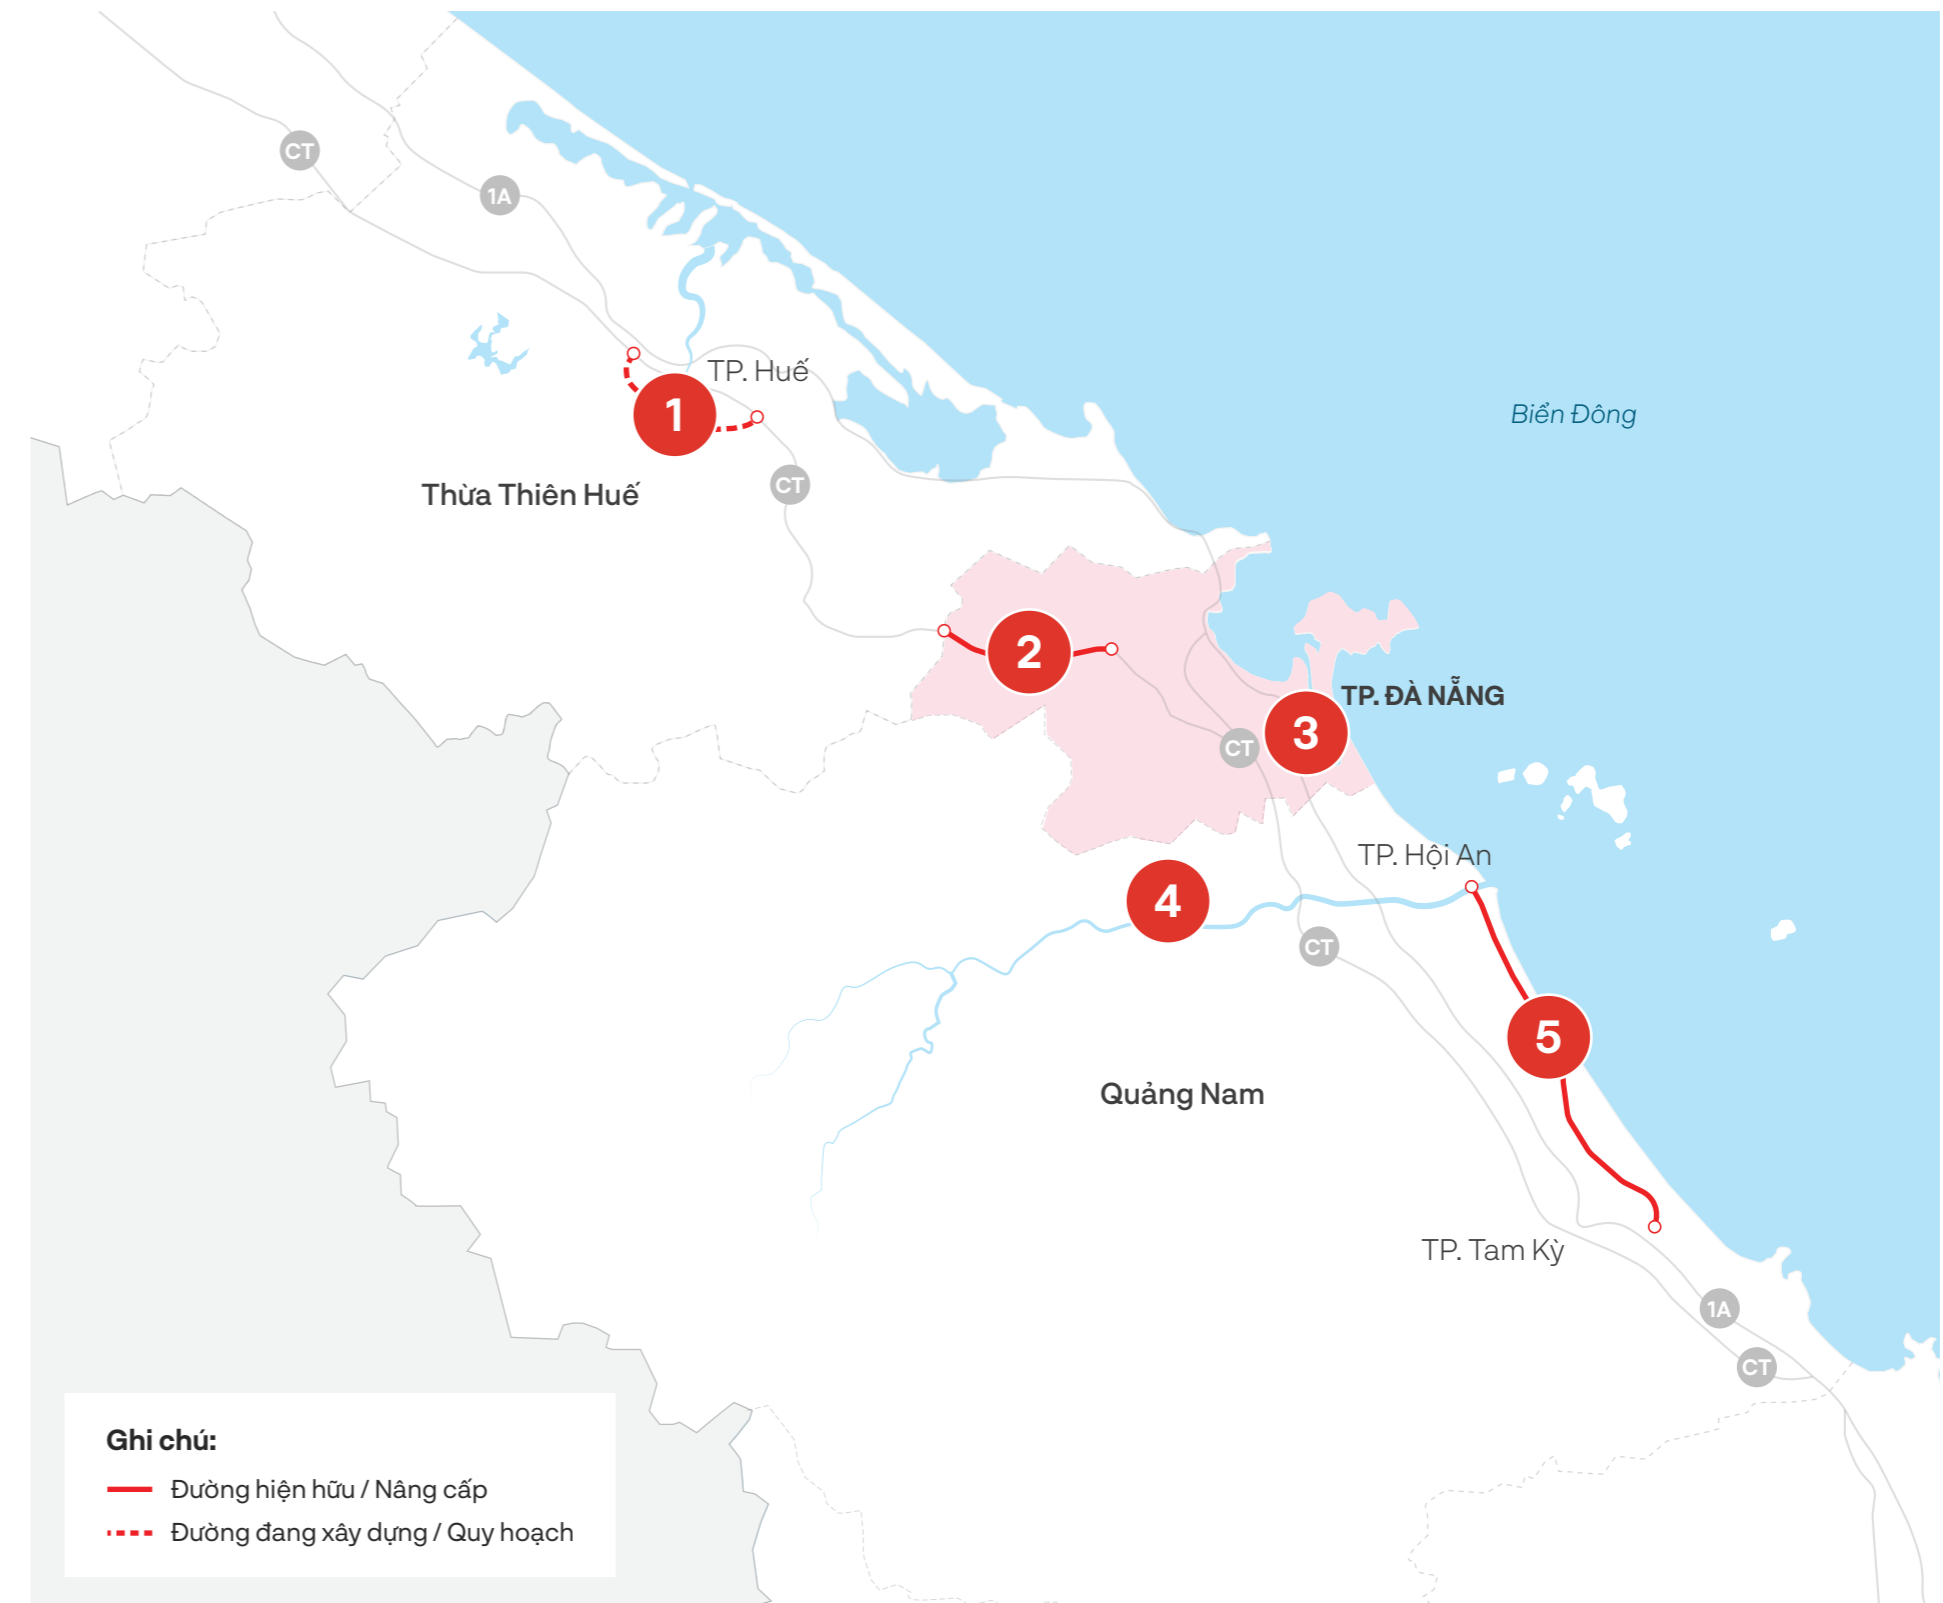 CT
1A
TP. Huế
1
Biển Đông
Thừa Thiên Huế
CT
2
TP. ĐÀ NẴNG
3
CT
TP. Hội An
4
CT
5
Quảng Nam
TP. Tam Kỳ
1A
CT
Ghi chú:
Đường hiện hữu / Nâng cấp
Đường đang xây dựng / Quy hoạch